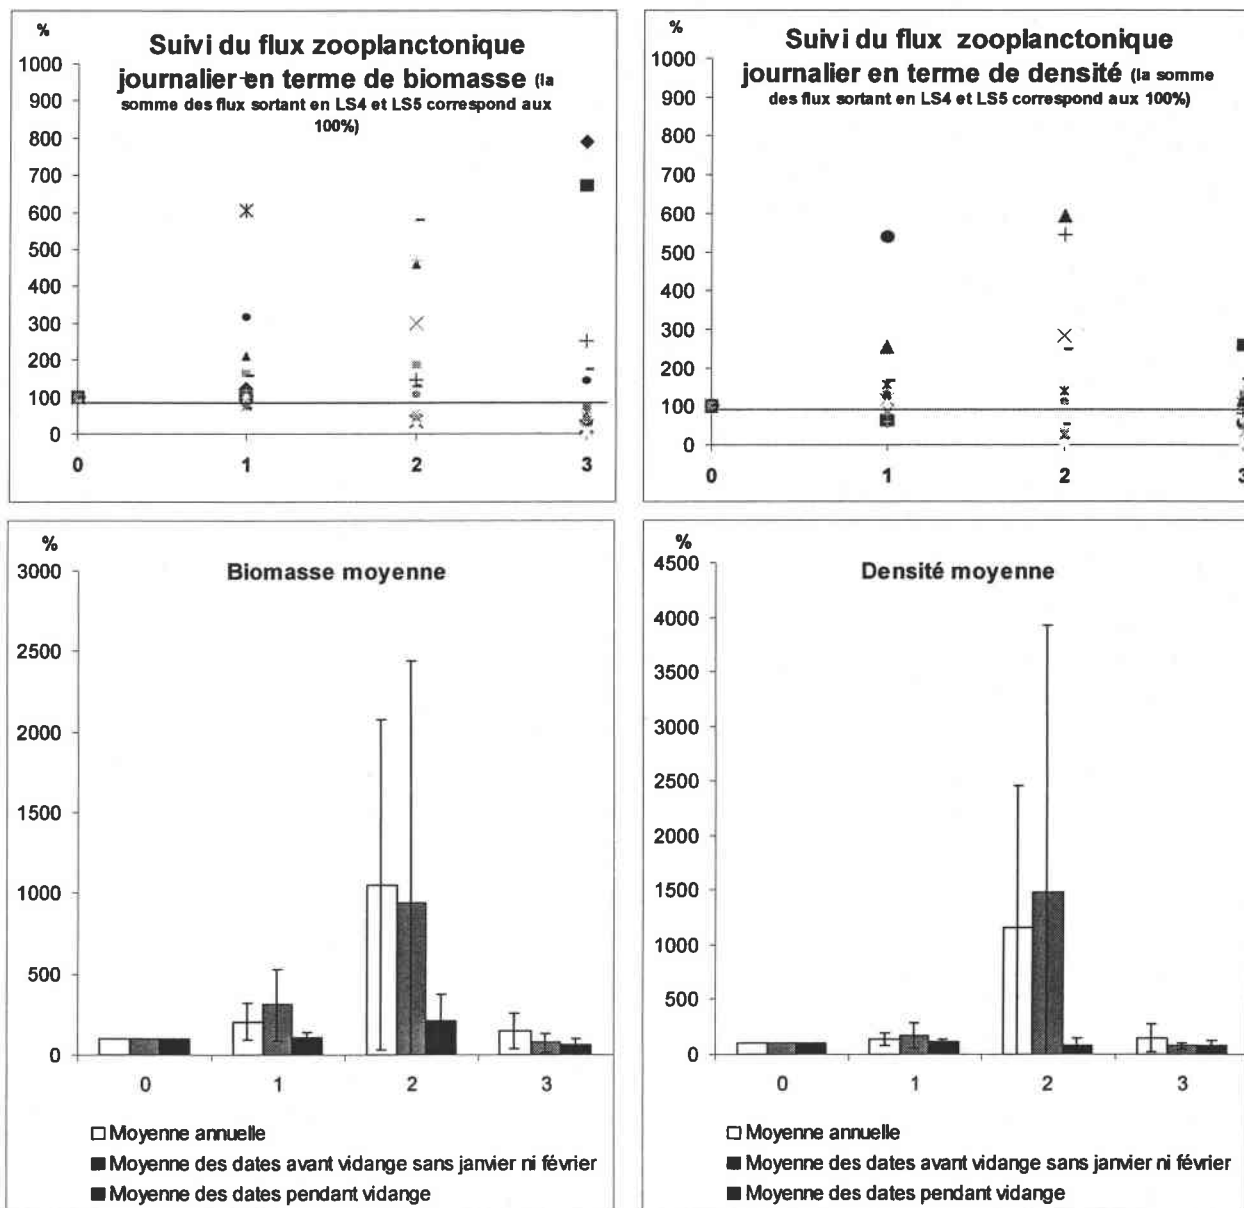 %
Suivi du flux zooplanctonique
journalier en terme de biomasse (la
somme des flux sortant en LS4 et LS5 correspond aux
100%)
1000
900
800
700
600
500
400
300
200
100
0
0 1 2 3
%
Suivi du flux zooplanctonique
journalier en terme de densité (la somme
des flux sortant en LS4 et LS5 correspond aux 100%)
1000
900
800
700
600
500
400
300
200
100
0
0 1 2 3
%
Biomasse moyenne
3000
2500
2000
1500
1000
500
0
0 1 2 3
Moyenne annuelle
Moyenne des dates avant vidange sans janvier ni février
Moyenne des dates pendant vidange
%
Densité moyenne
4500
4000
3500
3000
2500
2000
1500
1000
500
0
0 1 2 3
Moyenne annuelle
Moyenne des dates avant vidange sans janvier ni février
Moyenne des dates pendant vidange